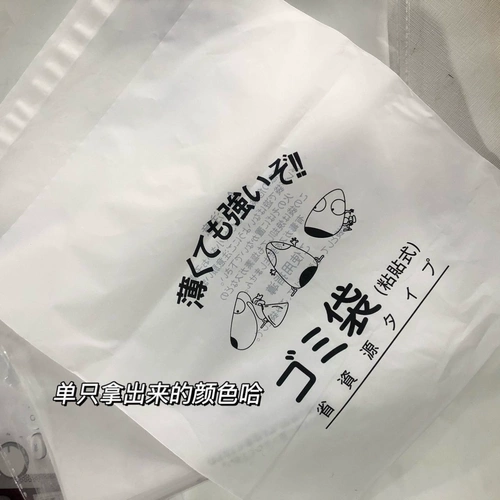 薄くても強いぞ!!
ゴミ袋(粘貼式)
省資源タイプ
单只拿出来的颜色哈